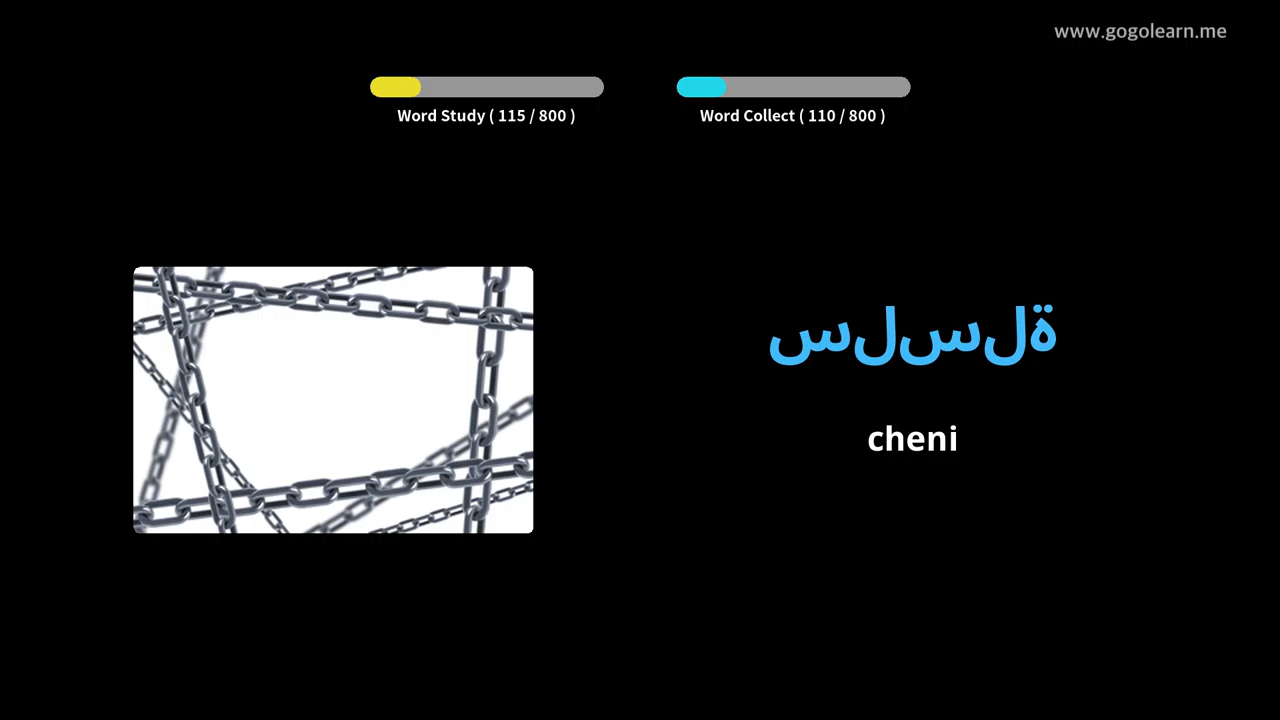 www.gogolearn.me
Word Study ( 115 / 800 )
Word Collect ( 110 / 800 )
سلسلة
cheni